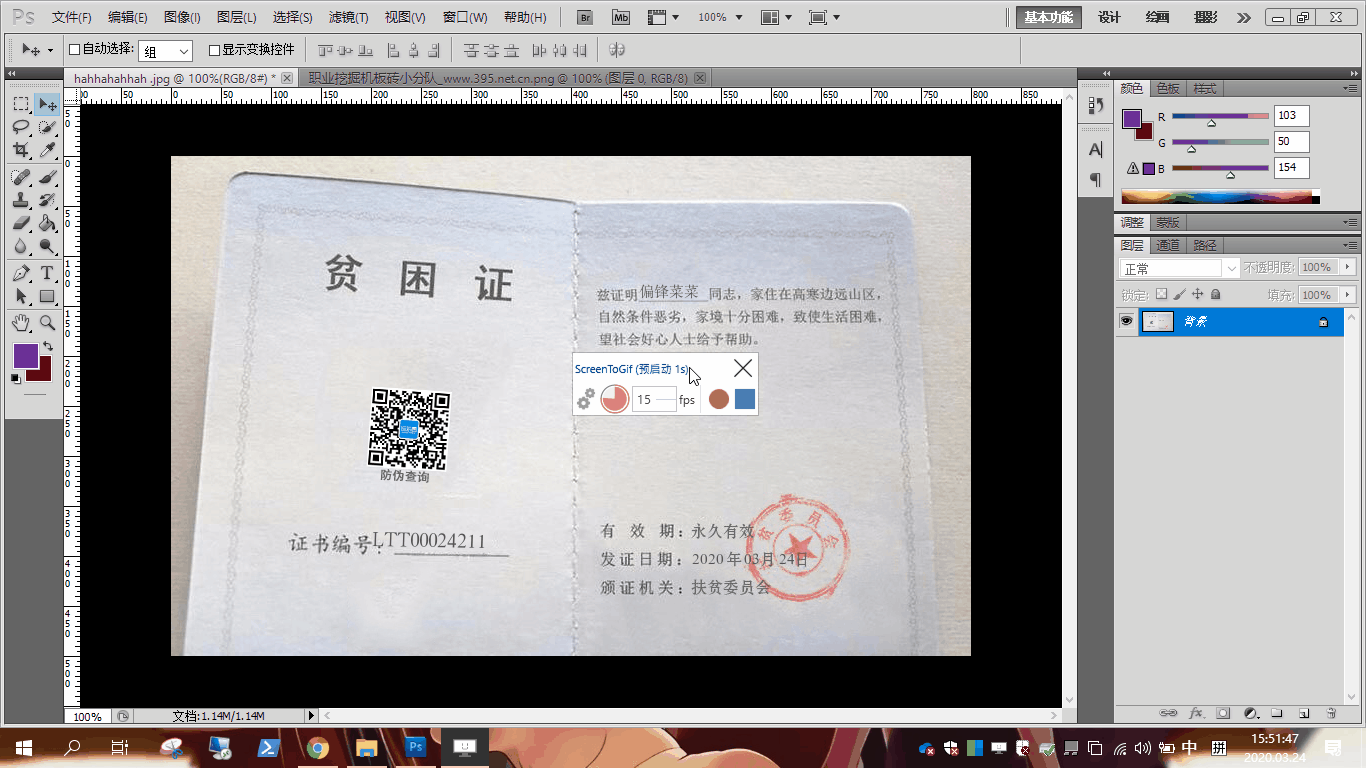 Ps 文件(F) 编辑(E) 图像(I) 图层(L) 选择(S) 滤镜(T) 视图(V) 窗口(W) 帮助(H) Br Mb 100% 基本功能 设计 绘画 摄影
自动选择: 组 显示变换控件
hahhahahhah .jpg @ 100%(RGB/8#) * 职业挖掘机板砖小分队_www.395.net.cn.png @ 100% (图层 0, RGB/8)
50 0 50 100 150 200 250 300 350 400 450 500 550 600 650 700 750 800 850
颜色 色板 样式
R 103
G 50
B 154
调整 蒙版
图层 通道 路径
正常 不透明度: 100%
锁定: 填充: 100%
背景
贫困证
兹证明偏锋菜菜 同志，家住在高寒边远山区，
自然条件恶劣，家境十分困难，致使生活困难，
望社会好心人士给予帮助。
ScreenToGif (预启动 1s)
15 fps
防伪查询
证书编号:LTT00024211
有 效 期：永久有效
发证日期：2020年03月24日
颁证机关：扶贫委员会
贫委员会
100% 文档:1.14M/1.14M
Ps 中 拼 15:51:47
2020.03.24